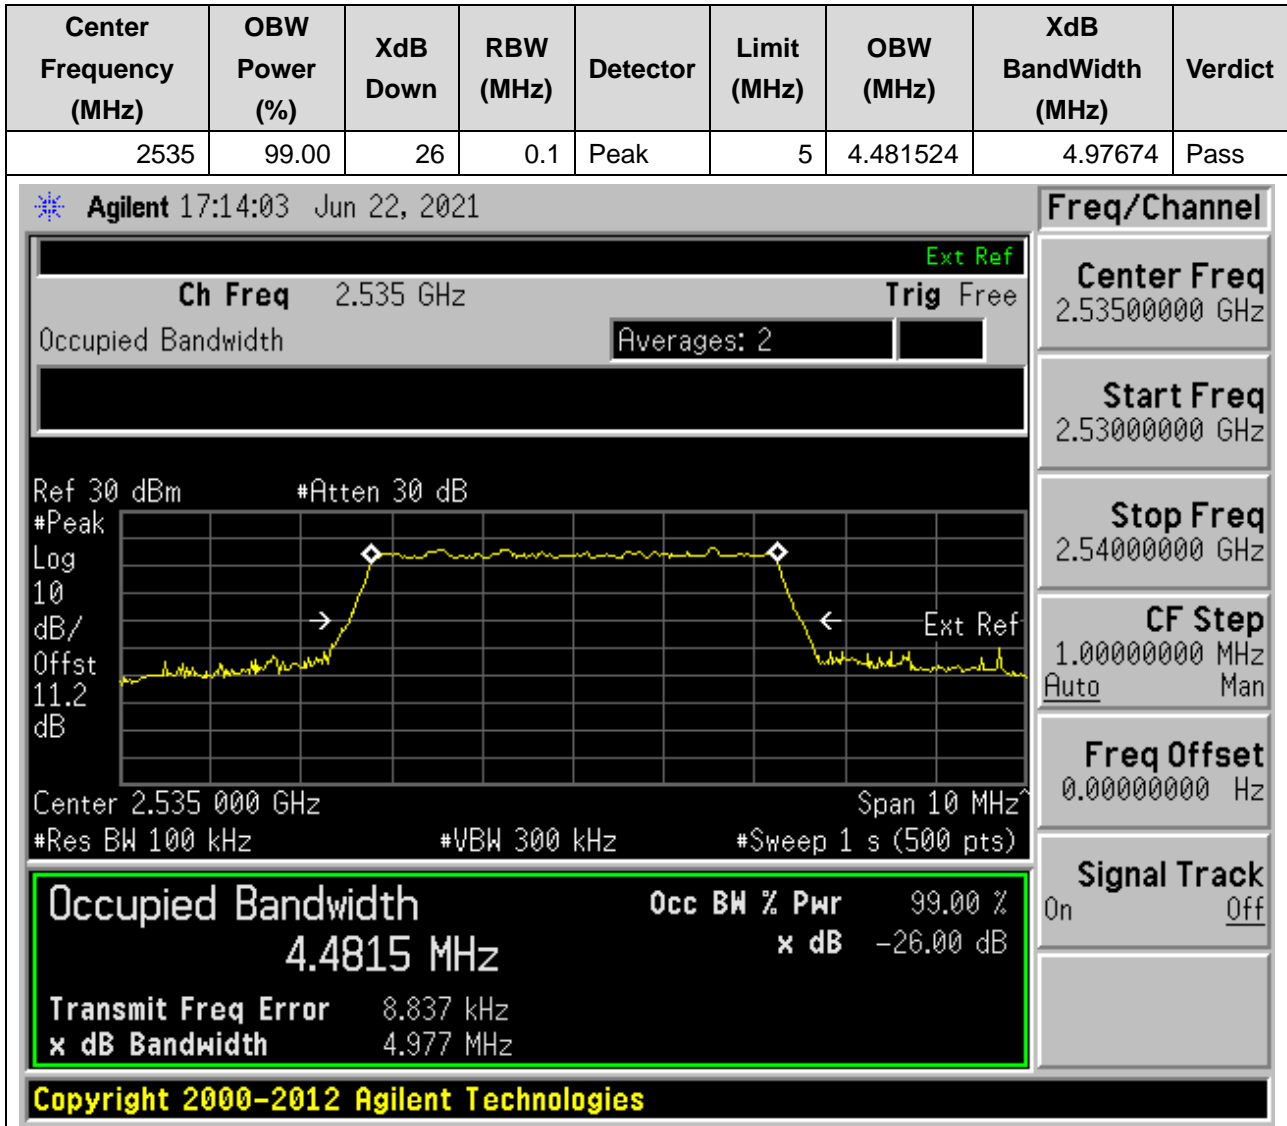 Center Frequency (MHz) OBW Power (%) XdB Down RBW (MHz) Detector Limit (MHz) OBW (MHz) XdB BandWidth (MHz) Verdict
2535 99.00 26 0.1 Peak 5 4.481524 4.97674 Pass
Agilent 17:14:03 Jun 22, 2021
Freq/Channel
Ext Ref
Ch Freq 2.535 GHz Trig Free
Occupied Bandwidth Averages: 2
Center Freq
2.53500000 GHz
Start Freq
2.53000000 GHz
Stop Freq
2.54000000 GHz
CF Step
1.00000000 MHz
Auto Man
Freq Offset
0.00000000 Hz
Signal Track
On Off
Ref 30 dBm #Atten 30 dB
#Peak
Log
10
dB/
Offst
11.2
dB
Ext Ref
Center 2.535 000 GHz Span 10 MHz^
#Res BW 100 kHz #VBW 300 kHz #Sweep 1 s (500 pts)
Occupied Bandwidth Occ BW % Pwr 99.00 %
4.4815 MHz x dB -26.00 dB
Transmit Freq Error 8.837 kHz
x dB Bandwidth 4.977 MHz
Copyright 2000-2012 Agilent Technologies